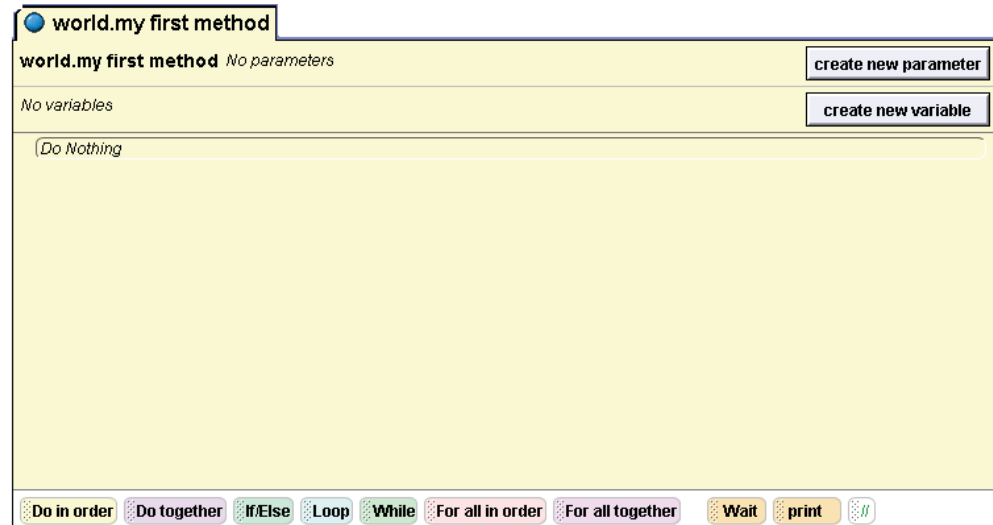 world.my first method
world.my first method No parameters create new parameter
No variables create new variable
Do Nothing
Do in order Do together If/Else Loop While For all in order For all together Wait print //